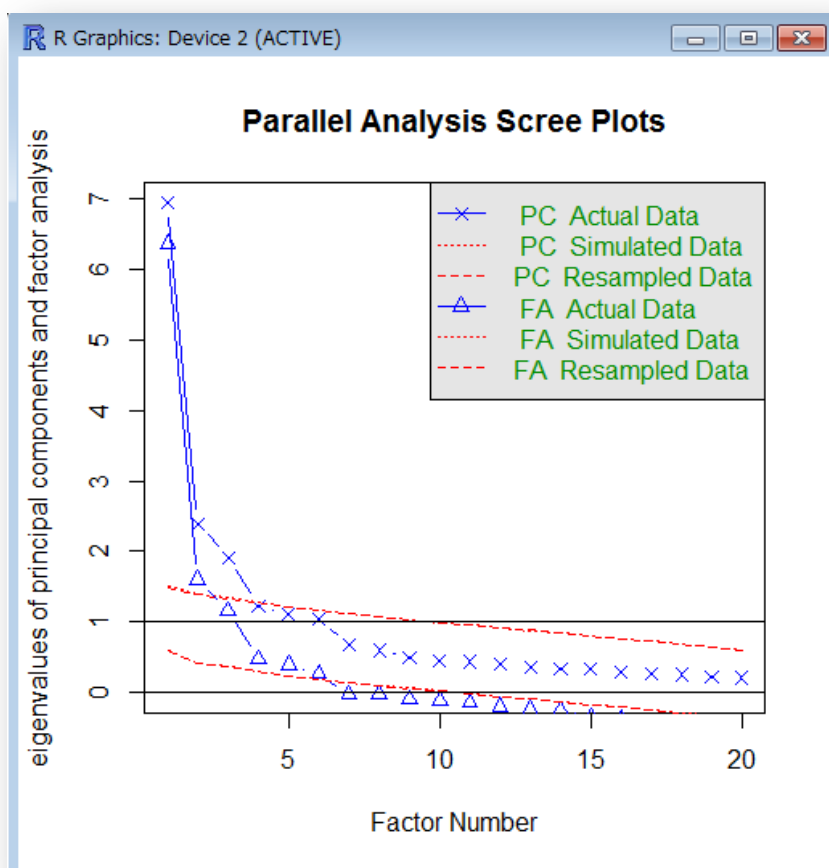 R Graphics: Device 2 (ACTIVE)
Parallel Analysis Scree Plots
eigenvalues of principal components and factor analysis
7
6
5
4
3
2
1
0
PC Actual Data
PC Simulated Data
PC Resampled Data
FA Actual Data
FA Simulated Data
FA Resampled Data
5 10 15 20
Factor Number